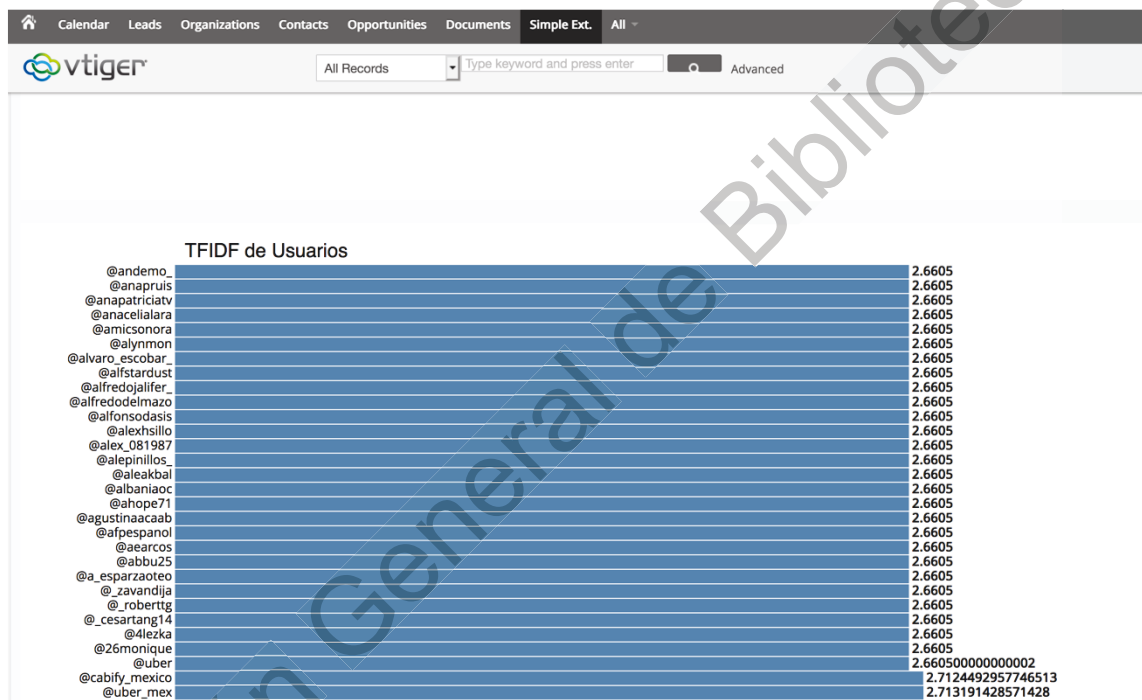 Calendar Leads Organizations Contacts Opportunities Documents Simple Ext. All
vtiger All Records Type keyword and press enter Advanced
TFIDF de Usuarios
@andemo_ 2.6605
@anapruis 2.6605
@anapatriciatv 2.6605
@anacelialara 2.6605
@amicsonora 2.6605
@alynmon 2.6605
@alvaro_escobar_ 2.6605
@alfstardust 2.6605
@alfredojalifer_ 2.6605
@alfredodelmazo 2.6605
@alfonsodasis 2.6605
@alexhsillo 2.6605
@alex_081987 2.6605
@alepinillos_ 2.6605
@aleakbal 2.6605
@albaniaoc 2.6605
@ahope71 2.6605
@agustinaacaab 2.6605
@afpespanol 2.6605
@aearcos 2.6605
@abbu25 2.6605
@a_esparzaoteo 2.6605
@_zavandija 2.6605
@_roberttg 2.6605
@_cesartang14 2.6605
@4lezka 2.6605
@26monique 2.6605
@uber 2.660500000000002
@cabify_mexico 2.7124492957746513
@uber_mex 2.713191428571428
General de